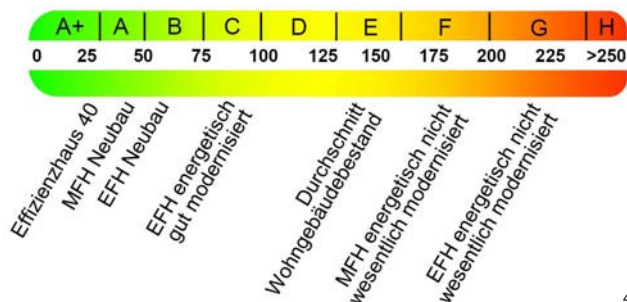 A+ A B C D E F G H
0 25 50 75 100 125 150 175 200 225 >250
Effizienzhaus 40
MFH Neubau
EFH Neubau
EFH energetisch
gut modernisiert
Durchschnitt
Wohngebäudebestand
MFH energetisch nicht
wesentlich modernisiert
EFH energetisch nicht
wesentlich modernisiert
4